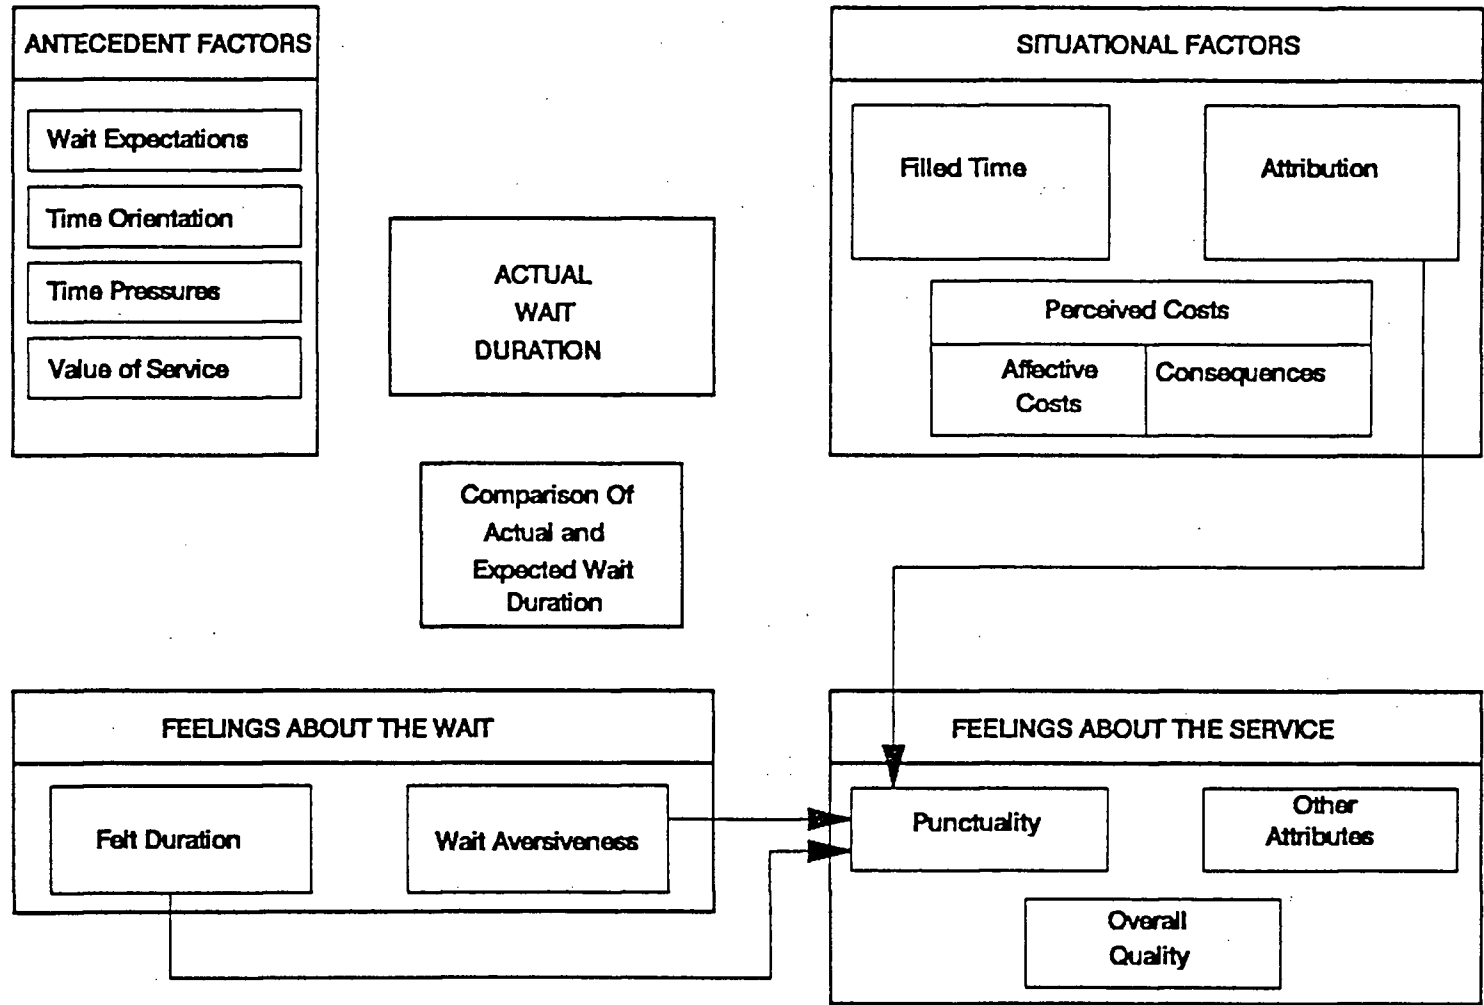 ANTECEDENT FACTORS
Wait Expectations
Time Orientation
Time Pressures
Value of Service
ACTUAL
WAIT
DURATION
Comparison Of
Actual and
Expected Wait
Duration
SITUATIONAL FACTORS
Filled Time
Attribution
Perceived Costs
Affective
Costs
Consequences
FEELINGS ABOUT THE WAIT
Felt Duration
Wait Aversiveness
FEELINGS ABOUT THE SERVICE
Punctuality
Other
Attributes
Overall
Quality